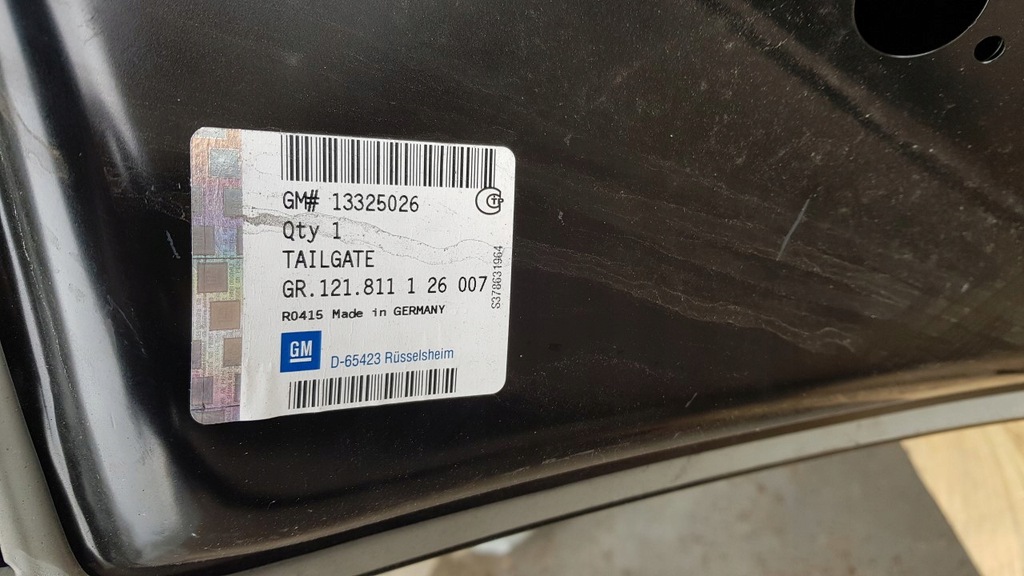 GM# 13325026
Qty 1
TAILGATE
GR.121.811 1 26 007
R0415 Made in GERMANY
GM D-65423 Rüsselsheim
S378631964